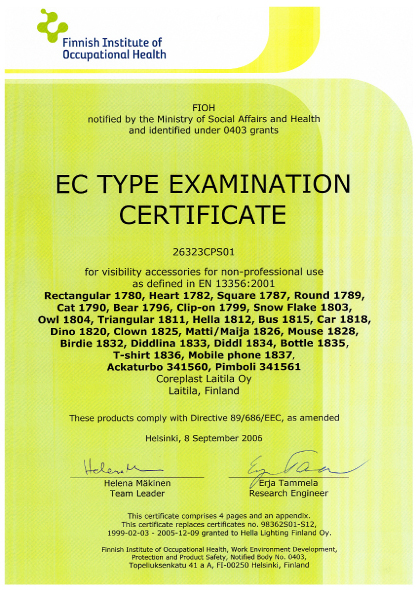 Finnish Institute of
Occupational Health
FIOH
notified by the Ministry of Social Affairs and Health
and identified under 0403 grants
EC TYPE EXAMINATION
CERTIFICATE
26323CPS01
for visibility accessories for non-professional use
as defined in EN 13356:2001
Rectangular 1780, Heart 1782, Square 1787, Round 1789,
Cat 1790, Bear 1796, Clip-on 1799, Snow Flake 1803,
Owl 1804, Triangular 1811, Hella 1812, Bus 1815, Car 1818,
Dino 1820, Clown 1825, Matti/Maija 1826, Mouse 1828,
Birdie 1832, Diddlina 1833, Diddl 1834, Bottle 1835,
T-shirt 1836, Mobile phone 1837,
Ackaturbo 341560, Pimboli 341561
Coreplast Laitila Oy
Laitila, Finland
These products comply with Directive 89/686/EEC, as amended
Helsinki, 8 September 2006
Helena Mäkinen
Team Leader
Erja Tammela
Research Engineer
This certificate comprises 4 pages and an appendix.
This certificate replaces certificates no. 98362S01-S12,
1999-02-03 - 2005-12-09 granted to Hella Lighting Finland Oy.
Finnish Institute of Occupational Health, Work Environment Development,
Protection and Product Safety, Notified Body No. 0403,
Topeliuksenkatu 41 a A, FI-00250 Helsinki, Finland